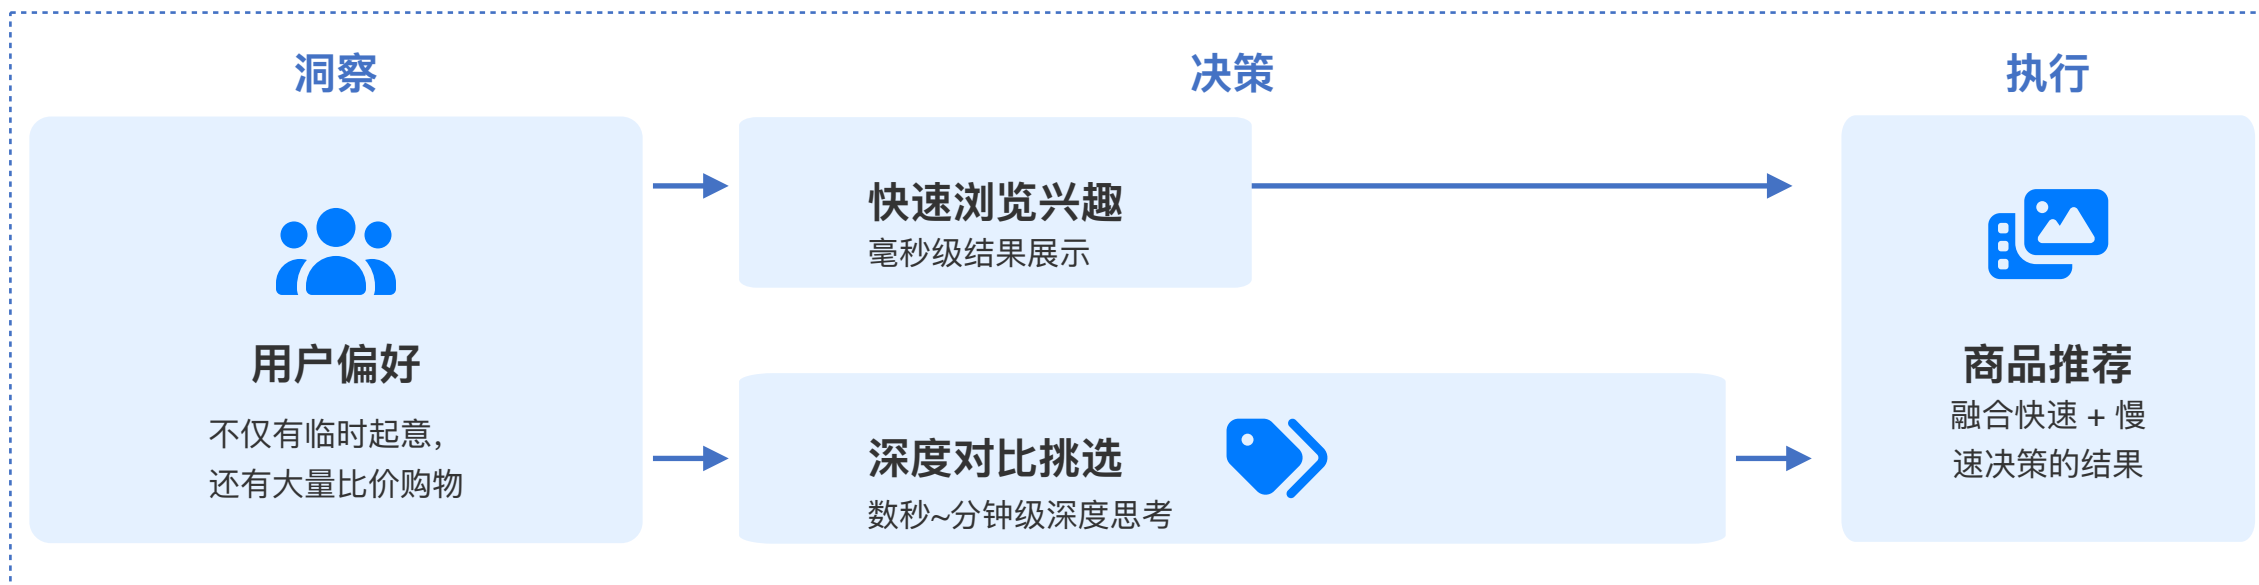 洞察
决策
执行
用户偏好
不仅有临时起意，
还有大量比价购物
快速浏览兴趣
毫秒级结果展示
深度对比挑选
数秒~分钟级深度思考
商品推荐
融合快速 + 慢
速决策的结果